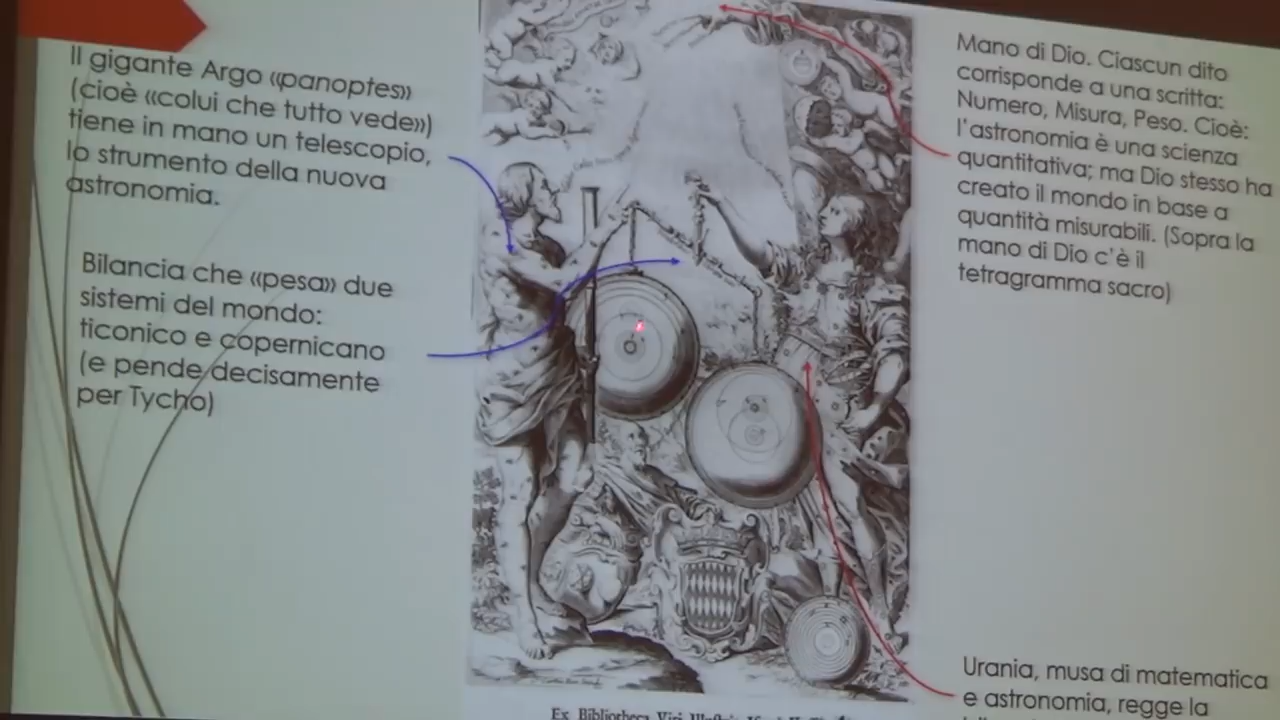 Il gigante Argo «panoptes»
(cioè «colui che tutto vede»)
tiene in mano un telescopio,
lo strumento della nuova
astronomia.
Bilancia che «pesa» due
sistemi del mondo:
ticonico e copernicano
(e pende decisamente
per Tycho)
Mano di Dio. Ciascun dito
corrisponde a una scritta:
Numero, Misura, Peso. Cioè:
l'astronomia è una scienza
quantitativa; ma Dio stesso ha
creato il mondo in base a
quantità misurabili. (Sopra la
mano di Dio c'è il
tetragramma sacro)
Urania, musa di matematica
e astronomia, regge la
Ex Bibliotheca Viri